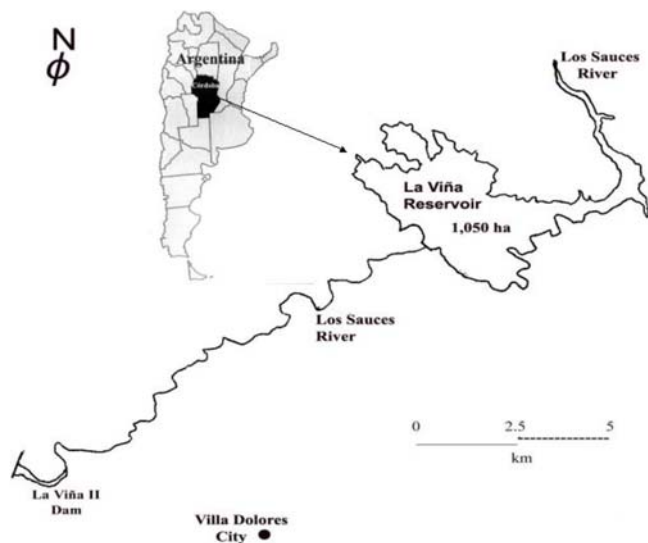 N
Argentina
Córdoba
Los Sauces
River
La Viña
Reservoir
1,050 ha
Los Sauces
River
0 2.5 5
km
La Viña II
Dam
Villa Dolores
City